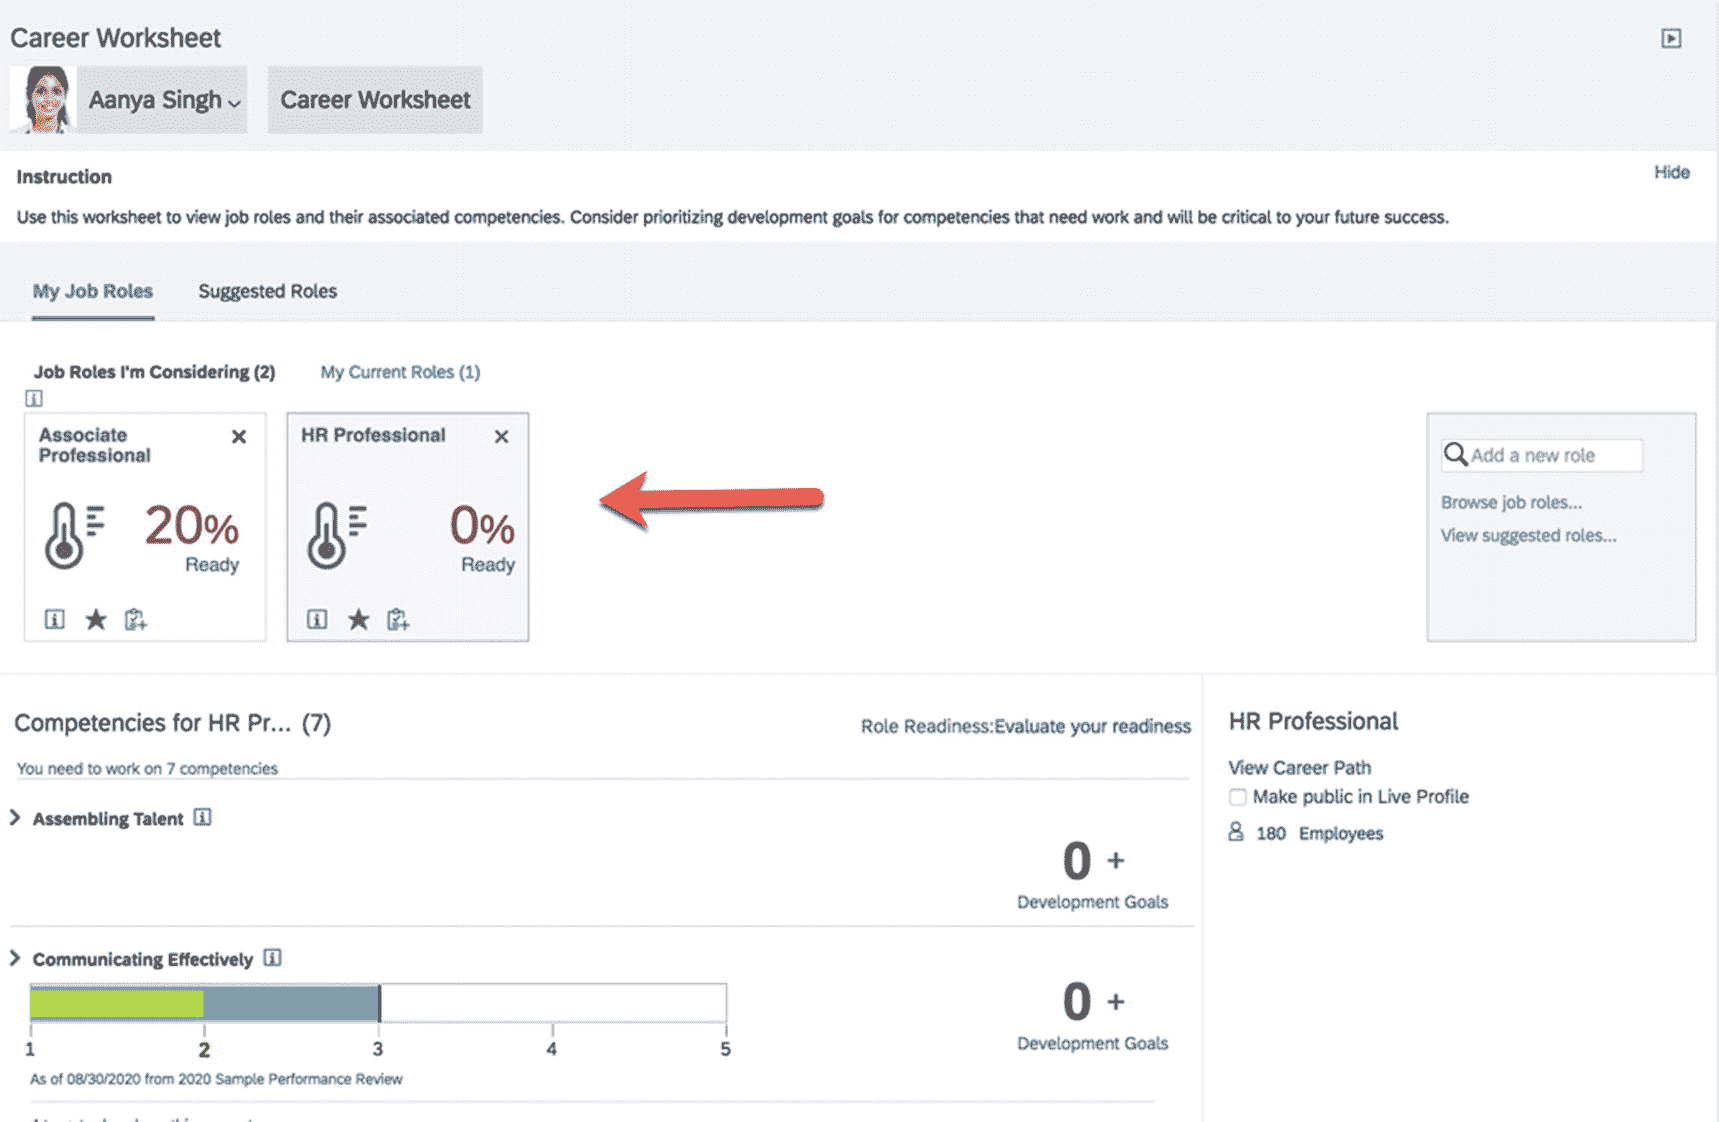 Career Worksheet
Aanya Singh
Career Worksheet
Instruction
Hide
Use this worksheet to view job roles and their associated competencies. Consider prioritizing development goals for competencies that need work and will be critical to your future success.
My Job Roles
Suggested Roles
Job Roles I'm Considering (2)
My Current Roles (1)
Associate
Professional
20%
Ready
HR Professional
0%
Ready
Add a new role
Browse job roles...
View suggested roles...
Competencies for HR Pr... (7)
Role Readiness:Evaluate your readiness
You need to work on 7 competencies
Assembling Talent
0 +
Development Goals
Communicating Effectively
0 +
Development Goals
1 2 3 4 5
As of 08/30/2020 from 2020 Sample Performance Review
HR Professional
View Career Path
Make public in Live Profile
180 Employees